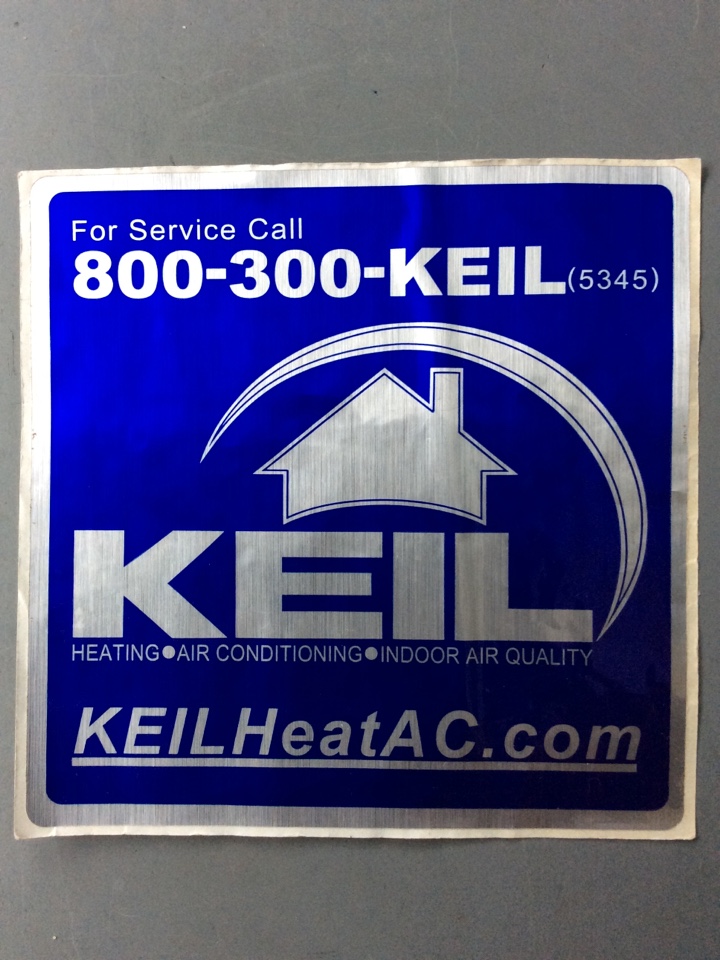 For Service Call
800-300-KEIL(5345)
KEIL
HEATING●AIR CONDITIONING●INDOOR AIR QUALITY
KEILHeatAC.com